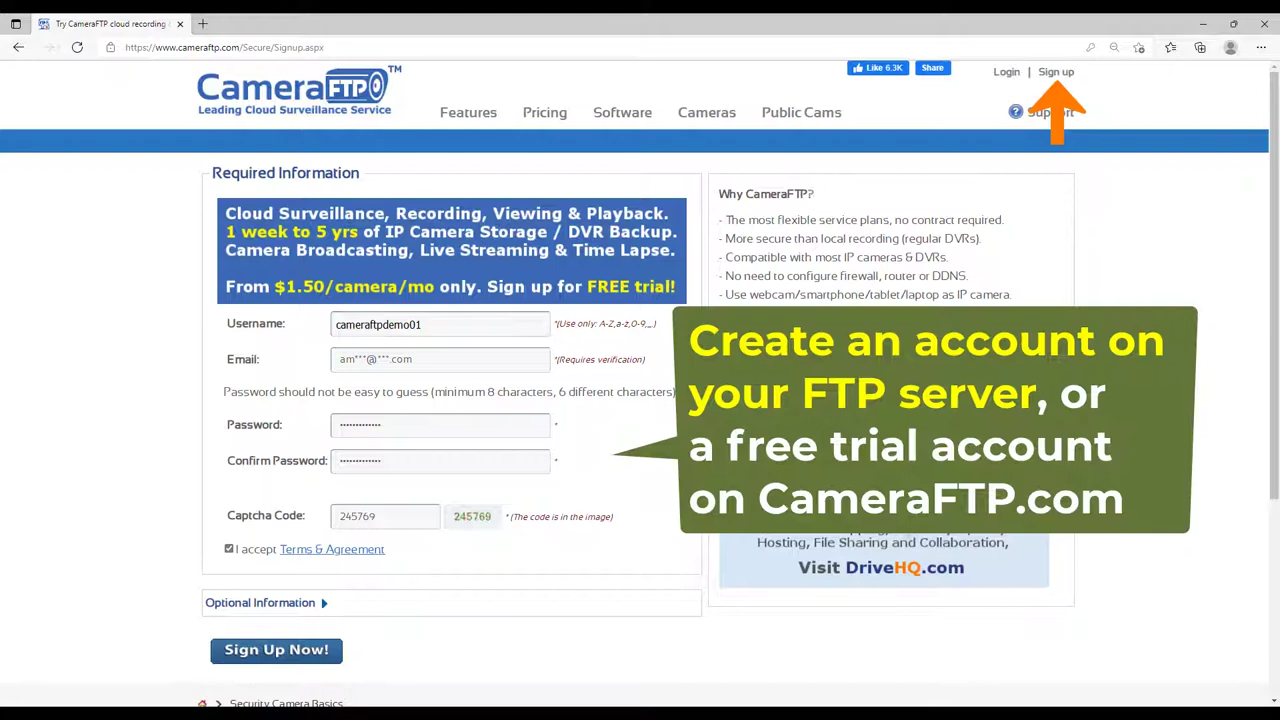 Try CameraFTP cloud recording
https://www.cameraftp.com/Secure/Signup.aspx
Like 6.3K
Share
Login | Sign up
CameraFTP™
Leading Cloud Surveillance Service
Features
Pricing
Software
Cameras
Public Cams
Support
Required Information
Cloud Surveillance, Recording, Viewing & Playback.
1 week to 5 yrs of IP Camera Storage / DVR Backup.
Camera Broadcasting, Live Streaming & Time Lapse.
From $1.50/camera/mo only. Sign up for FREE trial!
Username:
cameraftpdemo01
*(Use only: A-Z,a-z,0-9,_,.)
Email:
am***@***.com
*(Requires verification)
Password should not be easy to guess (minimum 8 characters, 6 different characters)
Password:
*
Confirm Password:
*
Captcha Code:
245769
245769
* (The code is in the image)
I accept Terms & Agreement
Optional Information
Sign Up Now!
Security Camera Basics
Why CameraFTP?
- The most flexible service plans, no contract required.
- More secure than local recording (regular DVRs).
- Compatible with most IP cameras & DVRs.
- No need to configure firewall, router or DDNS.
- Use webcam/smartphone/tablet/laptop as IP camera.
Create an account on
your FTP server, or
a free trial account
on CameraFTP.com
Hosting, File Sharing and Collaboration,
Visit DriveHQ.com